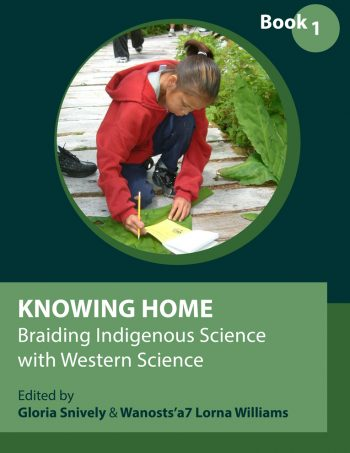 Book 1
KNOWING HOME
Braiding Indigenous Science
with Western Science
Edited by
Gloria Snively & Wanosts'a7 Lorna Williams